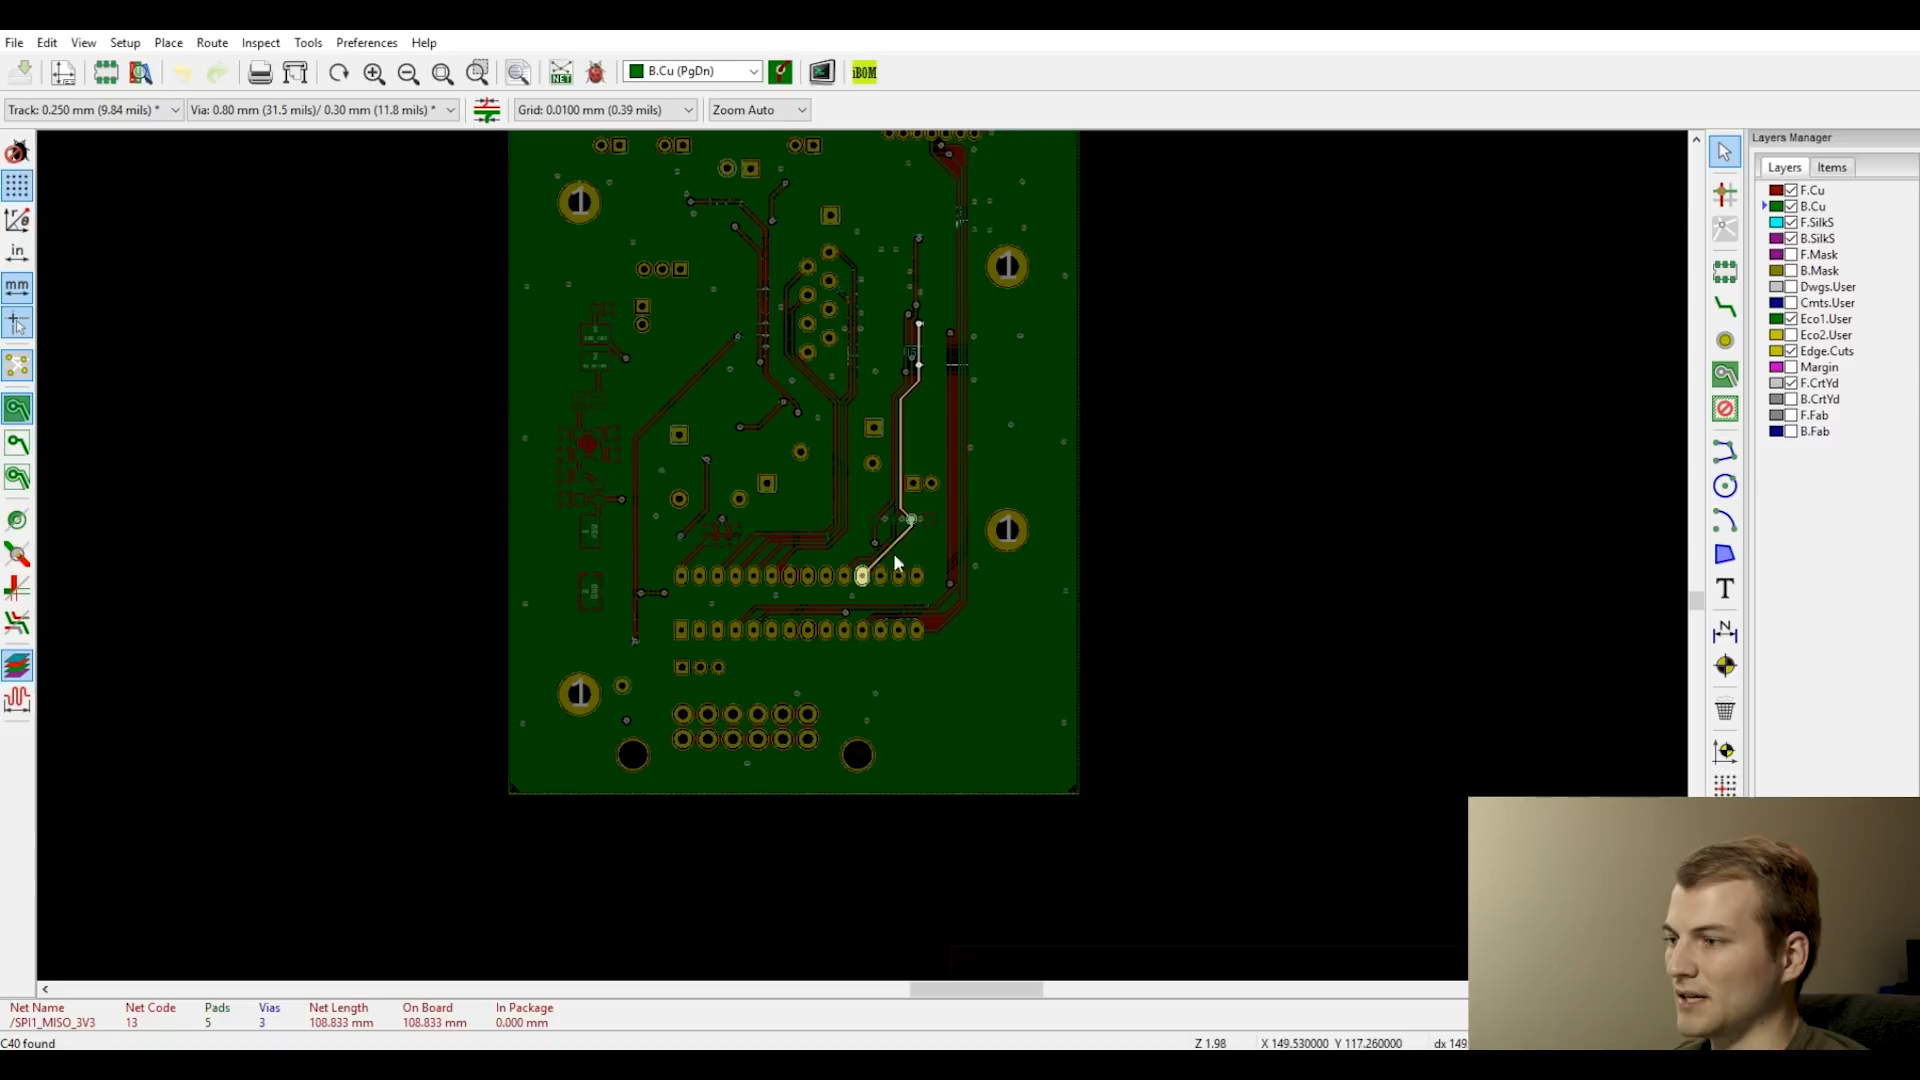 File Edit View Setup Place Route Inspect Tools Preferences Help
NET B.Cu (PgDn) iBOM
Track: 0.250 mm (9.84 mils) * Via: 0.80 mm (31.5 mils)/ 0.30 mm (11.8 mils) * Grid: 0.0100 mm (0.39 mils) Zoom Auto
Layers Manager
Layers Items
F.Cu
B.Cu
F.SilkS
B.SilkS
F.Mask
B.Mask
Dwgs.User
Cmts.User
Eco1.User
Eco2.User
Edge.Cuts
Margin
F.CrtYd
B.CrtYd
F.Fab
B.Fab
in
mm
1
1
1
1
T
N
Net Name Net Code Pads Vias Net Length On Board In Package
/SPI1_MISO_3V3 13 5 3 108.833 mm 108.833 mm 0.000 mm
C40 found Z 1.98 X 149.530000 Y 117.260000 dx 149